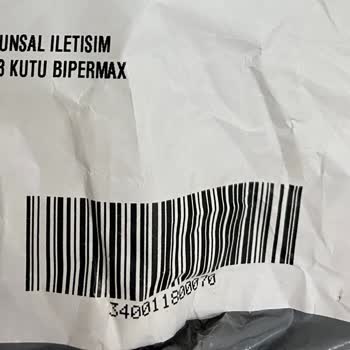 UNSAL ILETISIM
3 KUTU BIPERMAX
340011800070